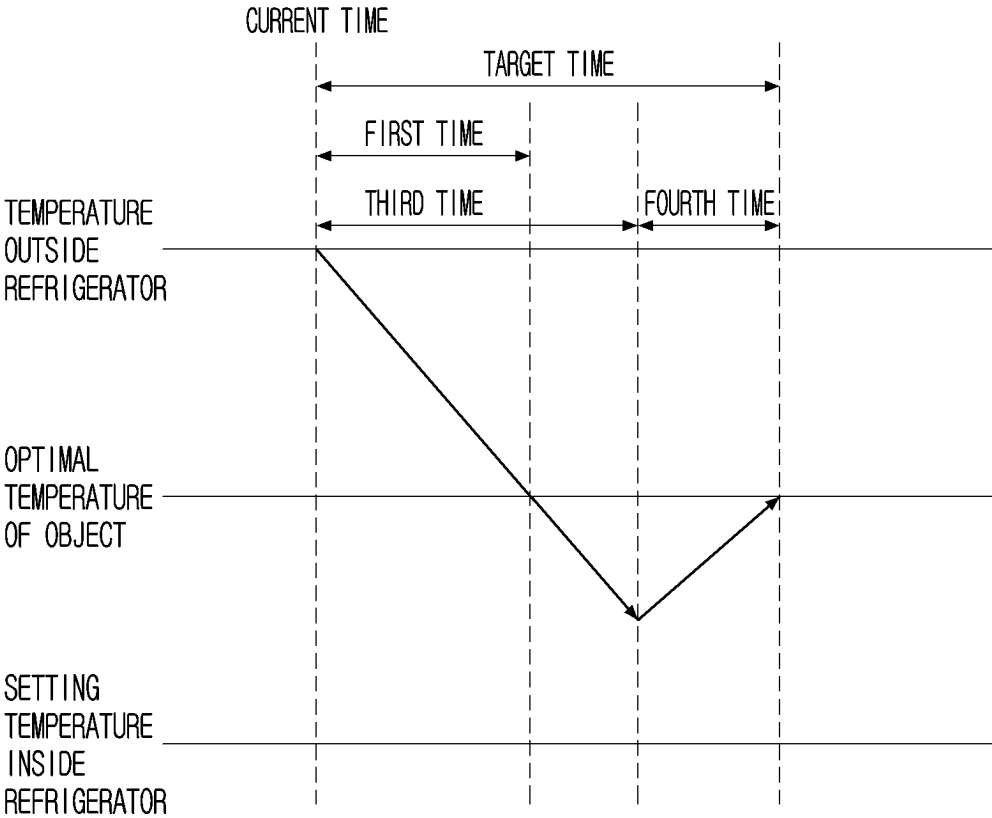 CURRENT TIME
TARGET TIME
FIRST TIME
THIRD TIME
FOURTH TIME
TEMPERATURE
OUTSIDE
REFRIGERATOR
OPTIMAL
TEMPERATURE
OF OBJECT
SETTING
TEMPERATURE
INSIDE
REFRIGERATOR